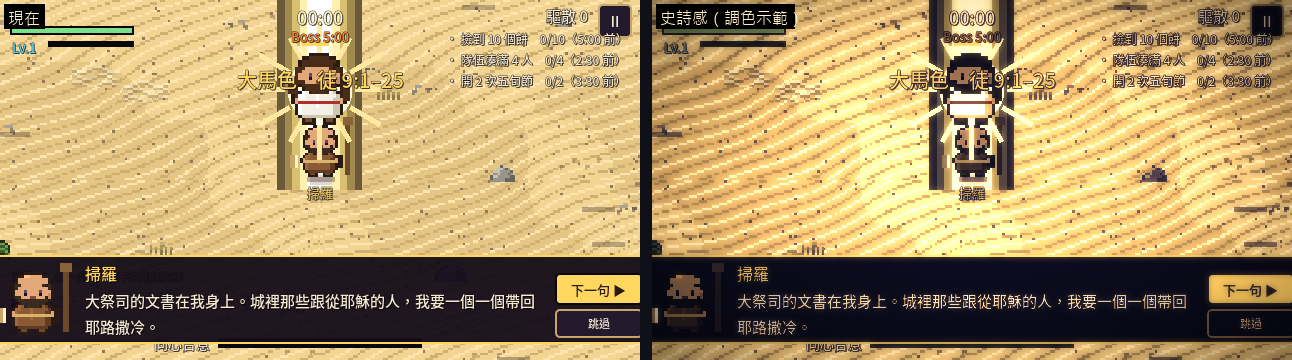 現在
00:00
驅散 0
II
Lv.1
Boss 5:00
· 撿到 10 個餅 0/10（5:00 前）
· 隊伍湊滿 4 人 0/4（2:30 前）
· 開 2 次五旬節 0/2（2:30 前）
大馬色 徒 9:1–25
掃羅
掃羅
大祭司的文書在我身上。城裡那些跟從耶穌的人，我要一個一個帶回
耶路撒冷。
下一句 ▶
跳過
史詩感（調色示範
00:00
驅散 0
II
Lv.1
Boss 5:00
· 撿到 10 個餅 0/10（5:00 前）
· 隊伍湊滿 4 人 0/4（2:30 前）
· 開 2 次五旬節 0/2（2:30 前）
大馬色 徒 9:1–25
掃羅
掃羅
大祭司的文書在我身上。城裡那些跟從耶穌的人，我要一個一個帶回
耶路撒冷。
下一句 ▶
跳過